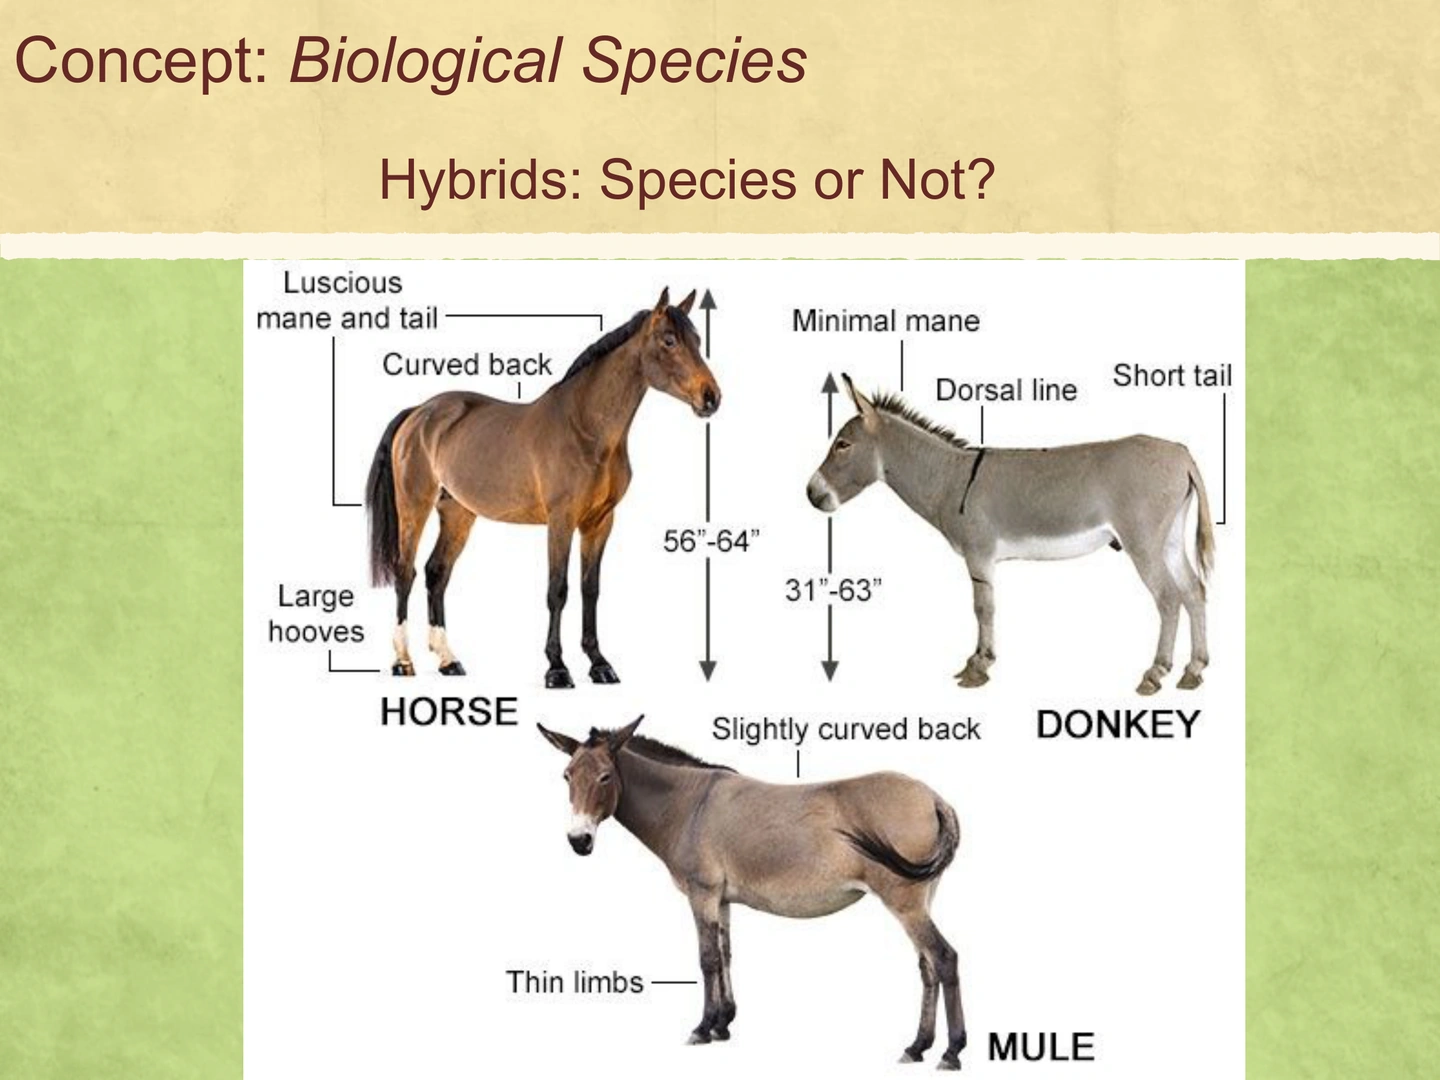 Concept: Biological Species
Hybrids: Species or Not?
Luscious
mane and tail
Curved back
56”-64”
Large
hooves
HORSE
Minimal mane
Dorsal line
Short tail
31”-63”
DONKEY
Slightly curved back
Thin limbs
MULE